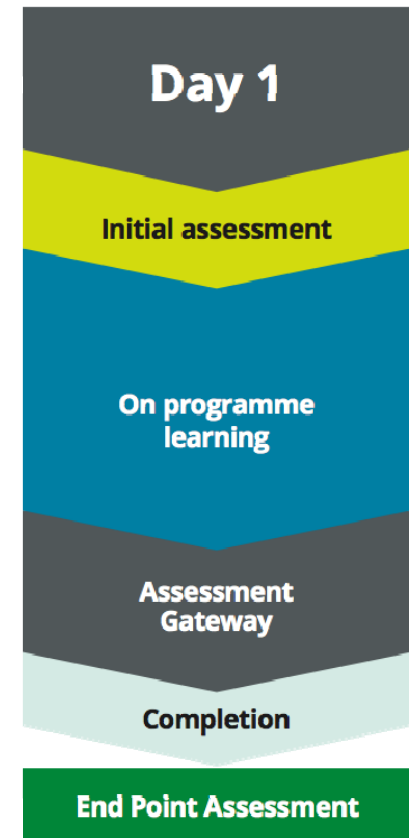 Day 1
Initial assessment
On programme
learning
Assessment
Gateway
Completion
End Point Assessment